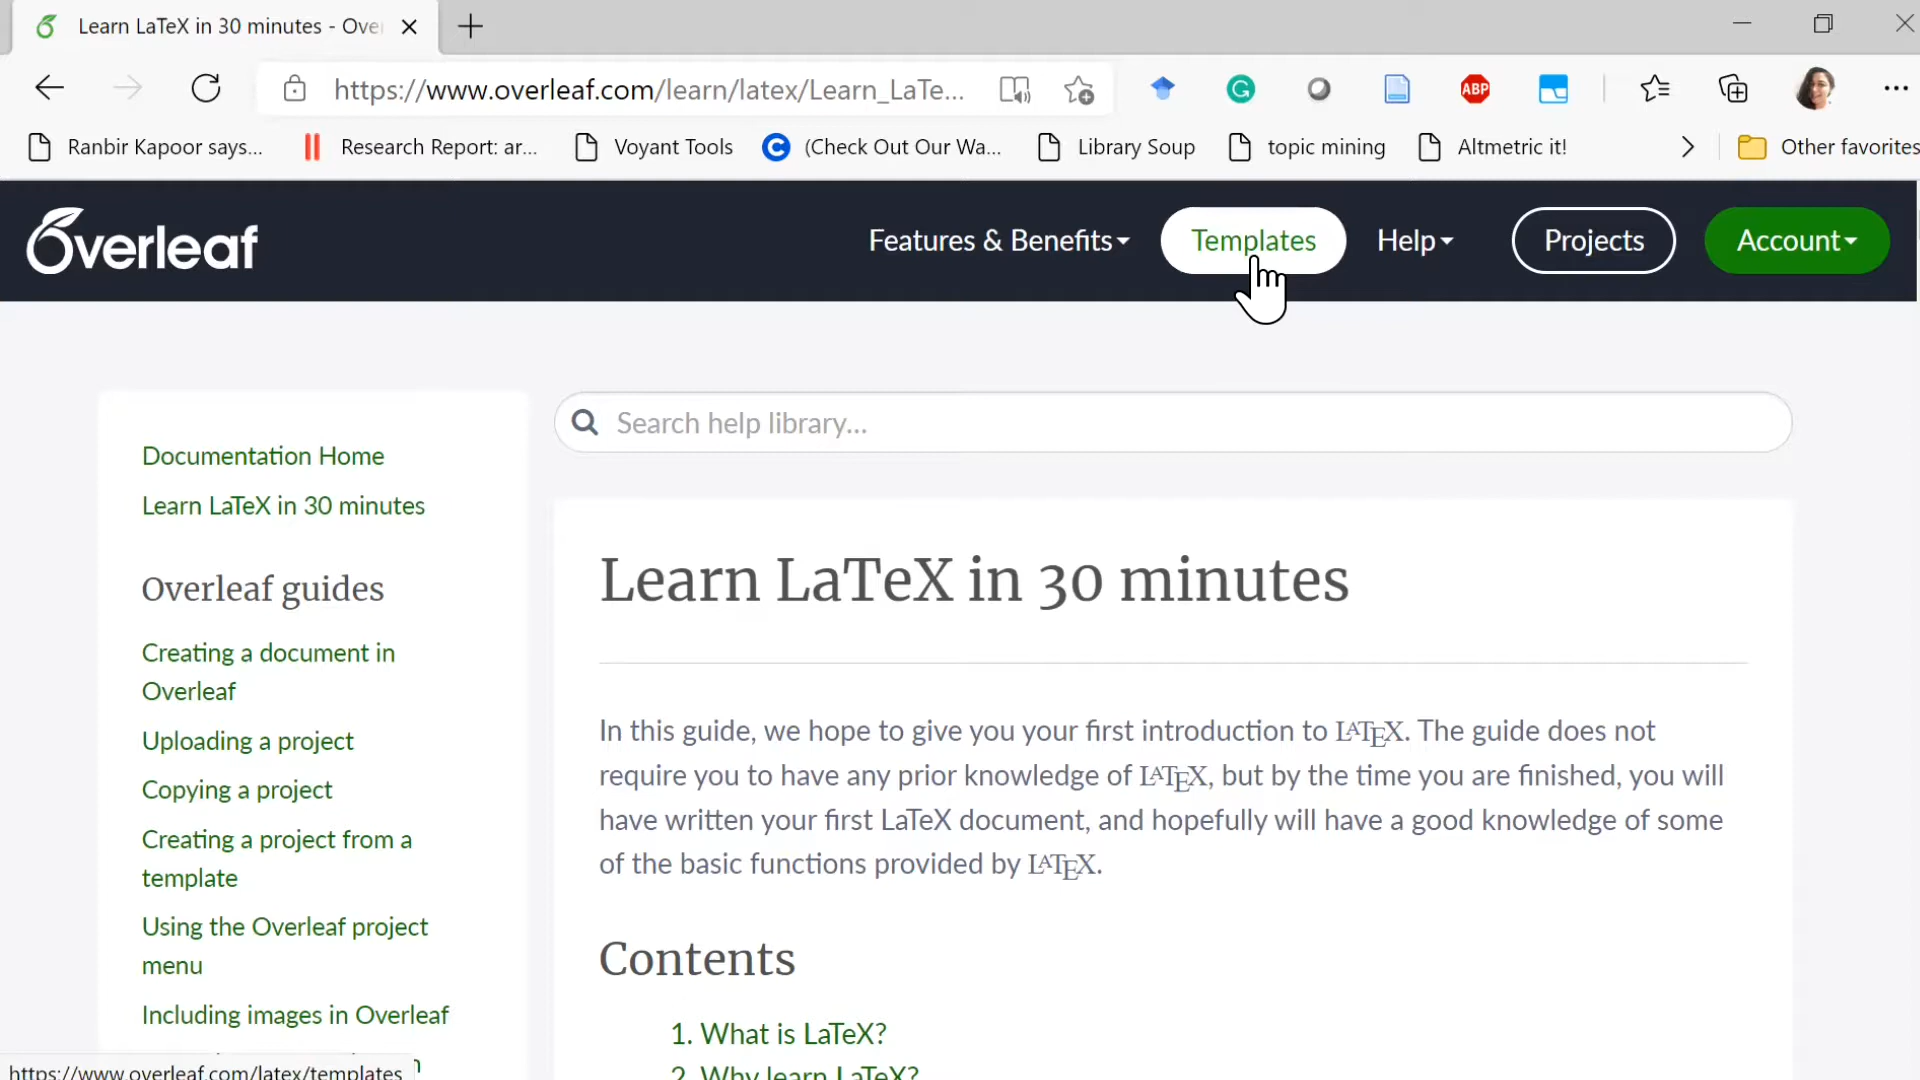 Learn LaTeX in 30 minutes - Ove
https://www.overleaf.com/learn/latex/Learn_LaTe...
ABP
Ranbir Kapoor says...
Research Report: ar...
Voyant Tools
(Check Out Our Wa...
Library Soup
topic mining
Altmetric it!
Other favorites
Overleaf
Features & Benefits
Templates
Help
Projects
Account
Search help library...
Documentation Home
Learn LaTeX in 30 minutes
Overleaf guides
Creating a document in
Overleaf
Uploading a project
Copying a project
Creating a project from a
template
Using the Overleaf project
menu
Including images in Overleaf
Learn LaTeX in 30 minutes
In this guide, we hope to give you your first introduction to LATEX. The guide does not
require you to have any prior knowledge of LATEX, but by the time you are finished, you will
have written your first LaTeX document, and hopefully will have a good knowledge of some
of the basic functions provided by LATEX.
Contents
1. What is LaTeX?
2. Why learn LaTeX?
https://www.overleaf.com/latex/templates